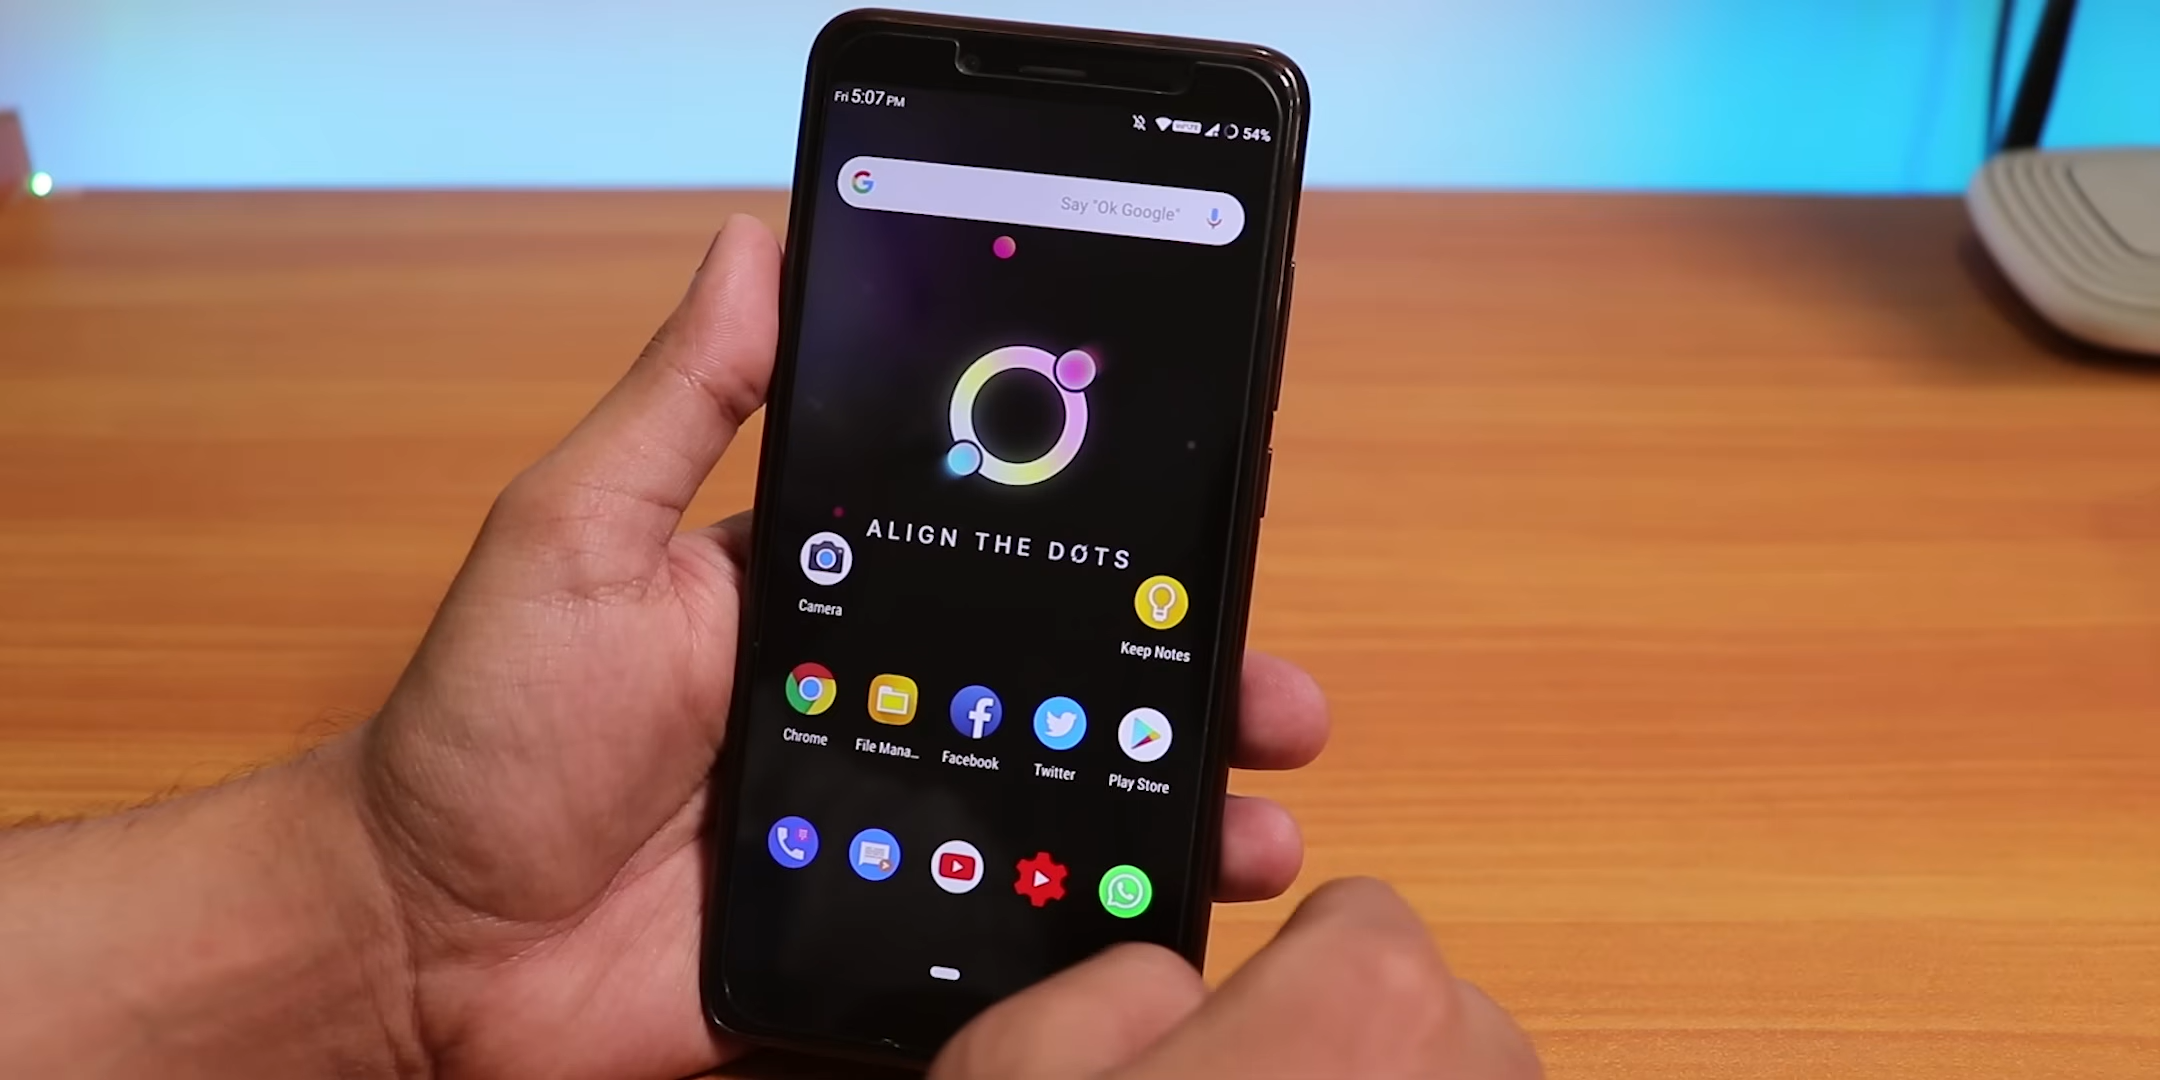 Fri 5:07 PM
54%
G
Say "Ok Google"
ALIGN THE DØTS
Camera
Keep Notes
Chrome
File Mana...
Facebook
Twitter
Play Store